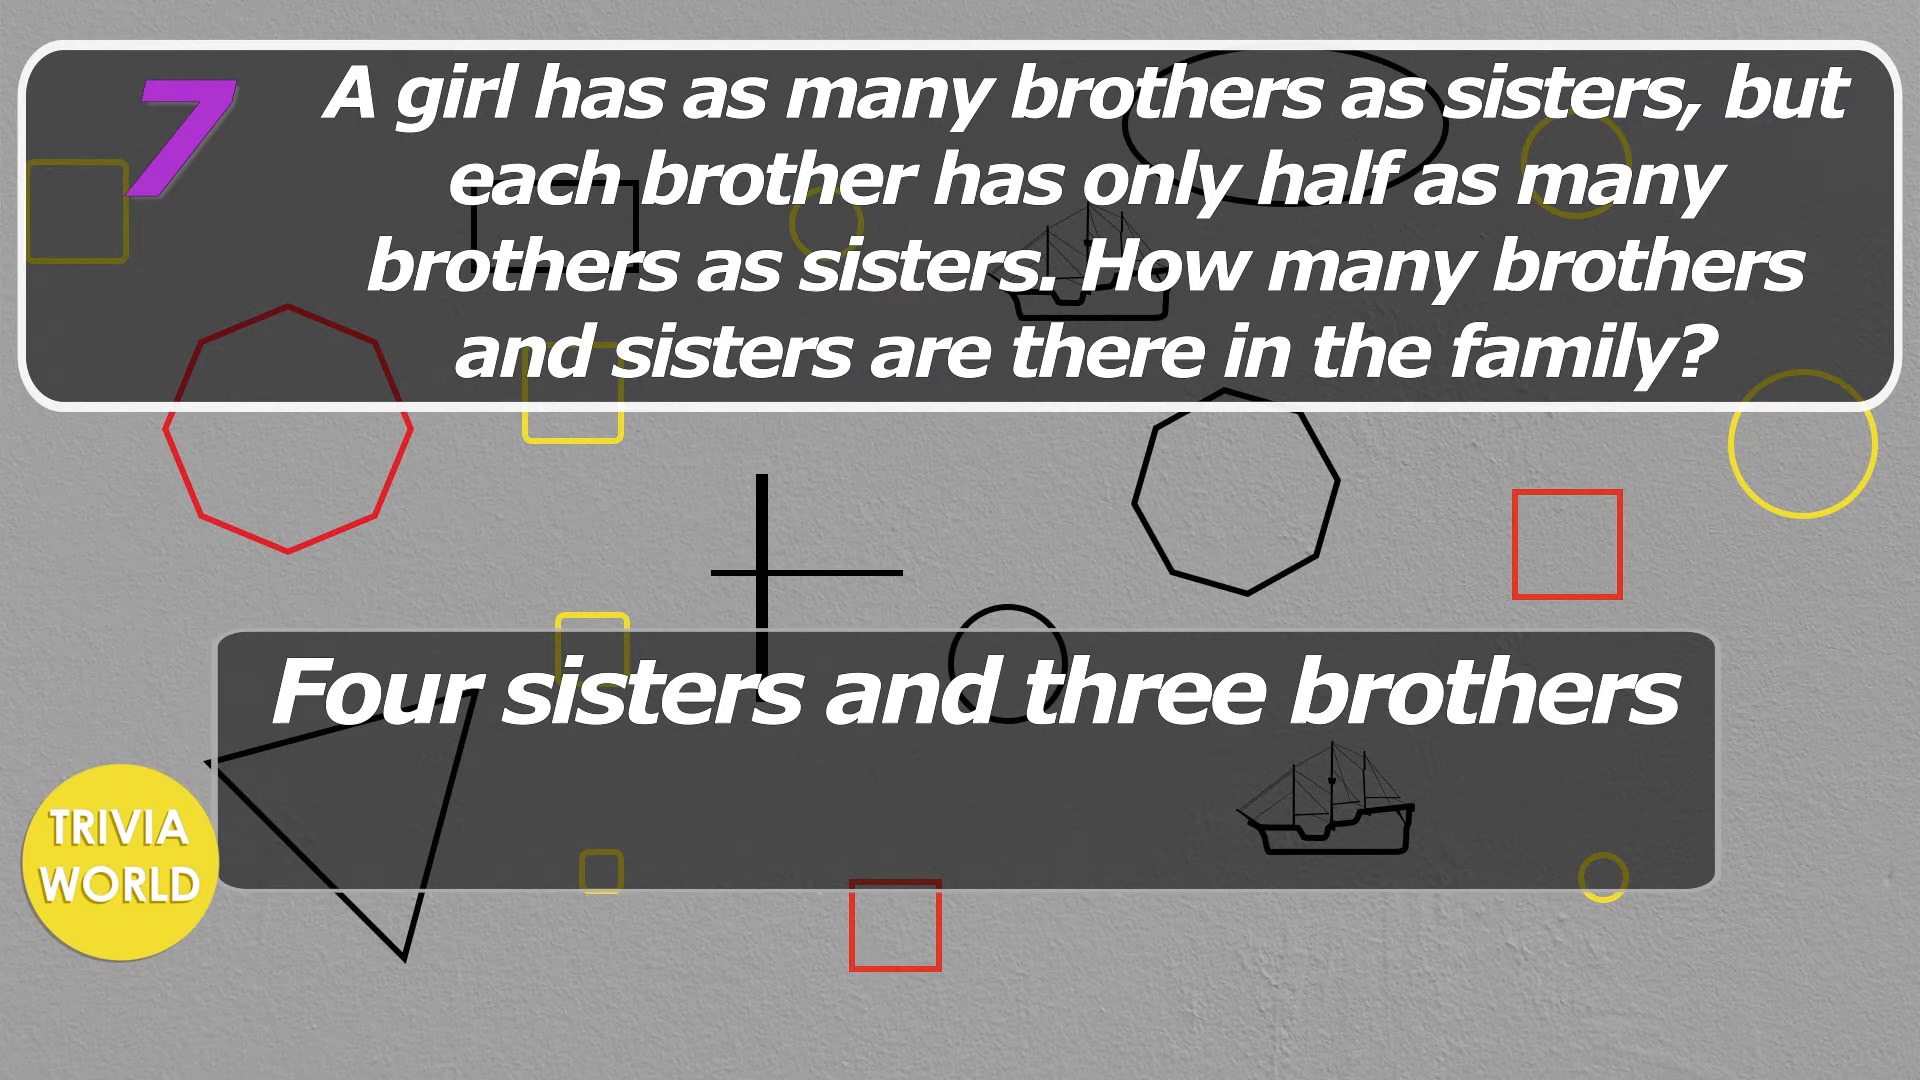 7
A girl has as many brothers as sisters, but
each brother has only half as many
brothers as sisters. How many brothers
and sisters are there in the family?
Four sisters and three brothers
TRIVIA
WORLD